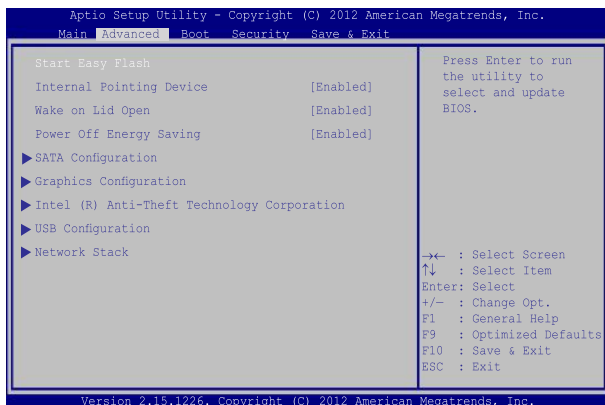 Aptio Setup Utility - Copyright (C) 2012 American Megatrends, Inc.
Main Advanced Boot Security Save & Exit
Start Easy Flash
Internal Pointing Device [Enabled]
Wake on Lid Open [Enabled]
Power Off Energy Saving [Enabled]
▶ SATA Configuration
▶ Graphics Configuration
▶ Intel (R) Anti-Theft Technology Corporation
▶ USB Configuration
▶ Network Stack
Press Enter to run
the utility to
select and update
BIOS.
→← : Select Screen
↑↓ : Select Item
Enter: Select
+/— : Change Opt.
F1 : General Help
F9 : Optimized Defaults
F10 : Save & Exit
ESC : Exit
Version 2.15.1226. Copyright (C) 2012 American Megatrends, Inc.